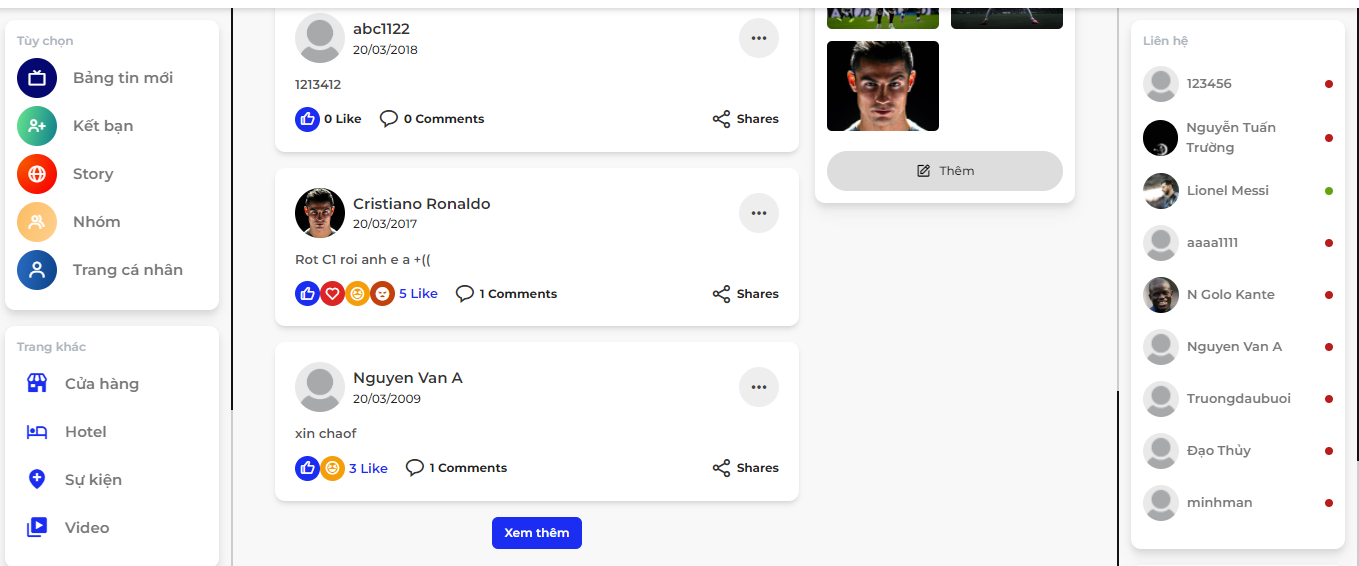 Tùy chọn
Bảng tin mới
Kết bạn
Story
Nhóm
Trang cá nhân
Trang khác
Cửa hàng
Hotel
Sự kiện
Video
abc1122
20/03/2018
1213412
0 Like 0 Comments Shares
Cristiano Ronaldo
20/03/2017
Rot C1 roi anh e a +((
5 Like 1 Comments Shares
Nguyen Van A
20/03/2009
xin chaof
3 Like 1 Comments Shares
Xem thêm
Thêm
Liên hệ
123456
Nguyễn Tuấn
Trường
Lionel Messi
aaaa1111
N Golo Kante
Nguyen Van A
Truongdaubuoi
Đạo Thủy
minhman